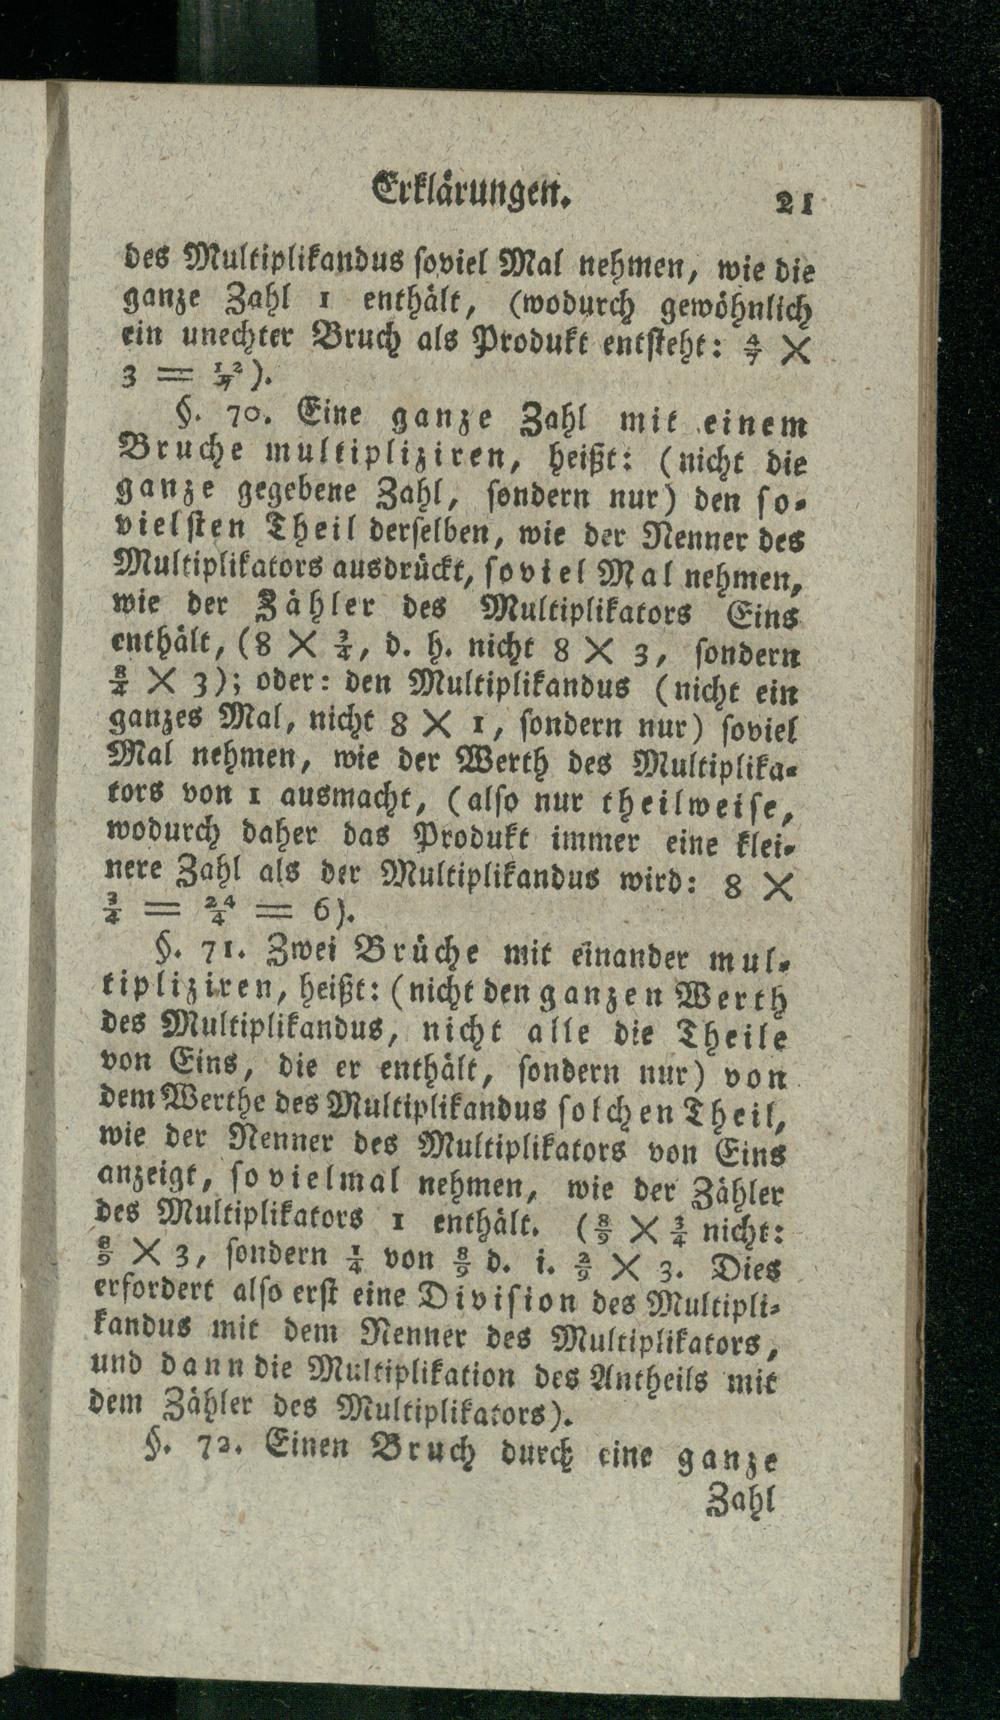 Erklärungen. 21
des Multiplikandus soviel Mal nehmen, wie die
ganze Zahl 1 enthält, (wodurch gewöhnlich
ein unechter Bruch als Produkt entsteht: 4/7 ×
3 = 12/7).
§. 70. Eine ganze Zahl mit einem
Bruche multipliziren, heißt: (nicht die
ganze gegebene Zahl, sondern nur) den so-
vielsten Theil derselben, wie der Nenner des
Multiplikators ausdrückt, soviel Mal nehmen,
wie der Zähler des Multiplikators Eins
enthält, (8 × 3/4, d. h. nicht 8 × 3, sondern
8/4 × 3); oder: den Multiplikandus (nicht ein
ganzes Mal, nicht 8 × 1, sondern nur) soviel
Mal nehmen, wie der Werth des Multiplika-
tors von 1 ausmacht, (also nur theilweise,
wodurch daher das Produkt immer eine klei-
nere Zahl als der Multiplikandus wird: 8 ×
3/4 = 24/4 = 6).
§. 71. Zwei Brüche mit einander mul-
tipliziren, heißt: (nicht den ganzen Werth
des Multiplikandus, nicht alle die Theile
von Eins, die er enthält, sondern nur) von
dem Werthe des Multiplikandus solchen Theil,
wie der Nenner des Multiplikators von Eins
anzeigt, sovielmal nehmen, wie der Zähler
des Multiplikators 1 enthält. (8/9 × 3/4 nicht:
8/9 × 3, sondern 1/4 von 8/9 d. i. 2/9 × 3. Dies
erfordert also erst eine Division des Multipli-
kandus mit dem Nenner des Multiplikators,
und dann die Multiplikation des Antheils mit
dem Zähler des Multiplikators).
§. 72. Einen Bruch durch eine ganze
Zahl